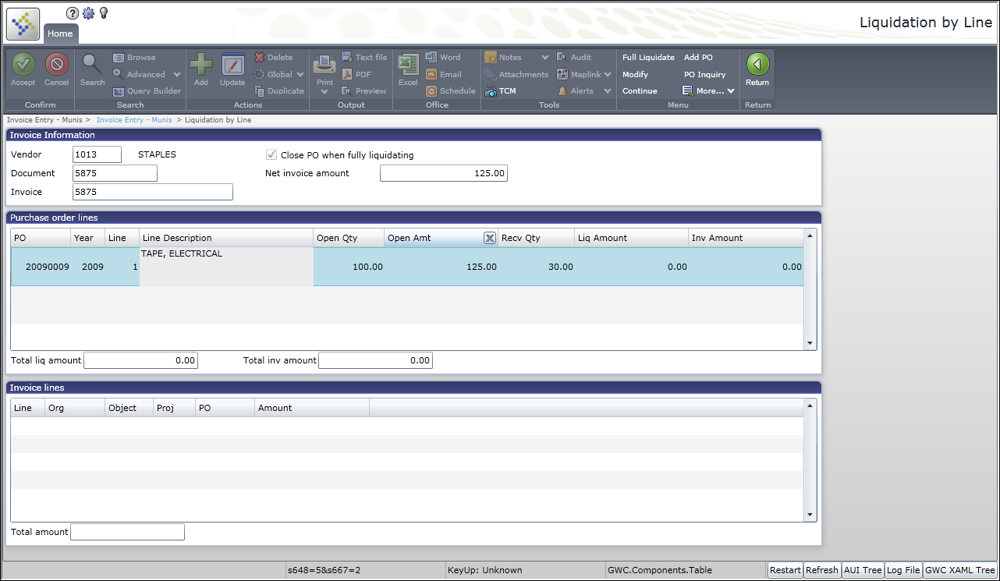 Liquidation by Line
Home
Accept Cancel Search Browse Advanced Query Builder Add Update Delete Global Duplicate Print Text file PDF Preview Excel Word Email Schedule Notes Attachments TCM Audit Maplink Alerts Full Liquidate Modify Continue Add PO PO Inquiry More... Return
Confirm Search Actions Output Office Tools Menu Return
Invoice Entry - Munis > Invoice Entry - Munis > Liquidation by Line
Invoice Information
Vendor 1013 STAPLES Close PO when fully liquidating
Document 5875 Net invoice amount 125.00
Invoice 5875
Purchase order lines
PO Year Line Line Description Open Qty Open Amt Recv Qty Liq Amount Inv Amount
TAPE, ELECTRICAL
20090009 2009 1 100.00 125.00 30.00 0.00 0.00
Total liq amount 0.00 Total inv amount 0.00
Invoice lines
Line Org Object Proj PO Amount
Total amount
s648=5&s667=2 KeyUp: Unknown GWC.Components.Table Restart Refresh AUI Tree Log File GWC XAML Tree